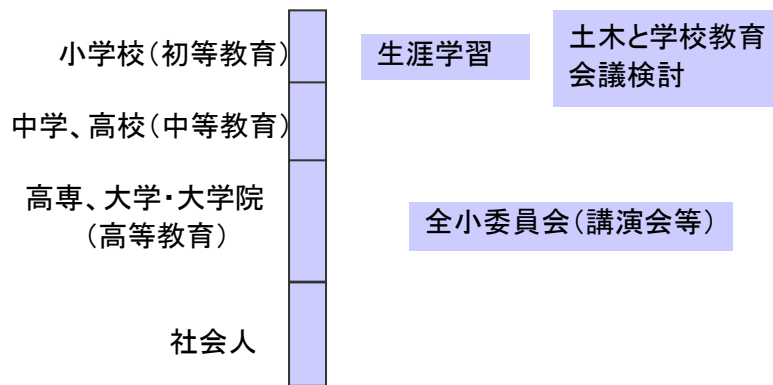 小学校（初等教育）
生涯学習
土木と学校教育
会議検討
中学、高校（中等教育）
高専、大学・大学院
（高等教育）
全小委員会（講演会等）
社会人